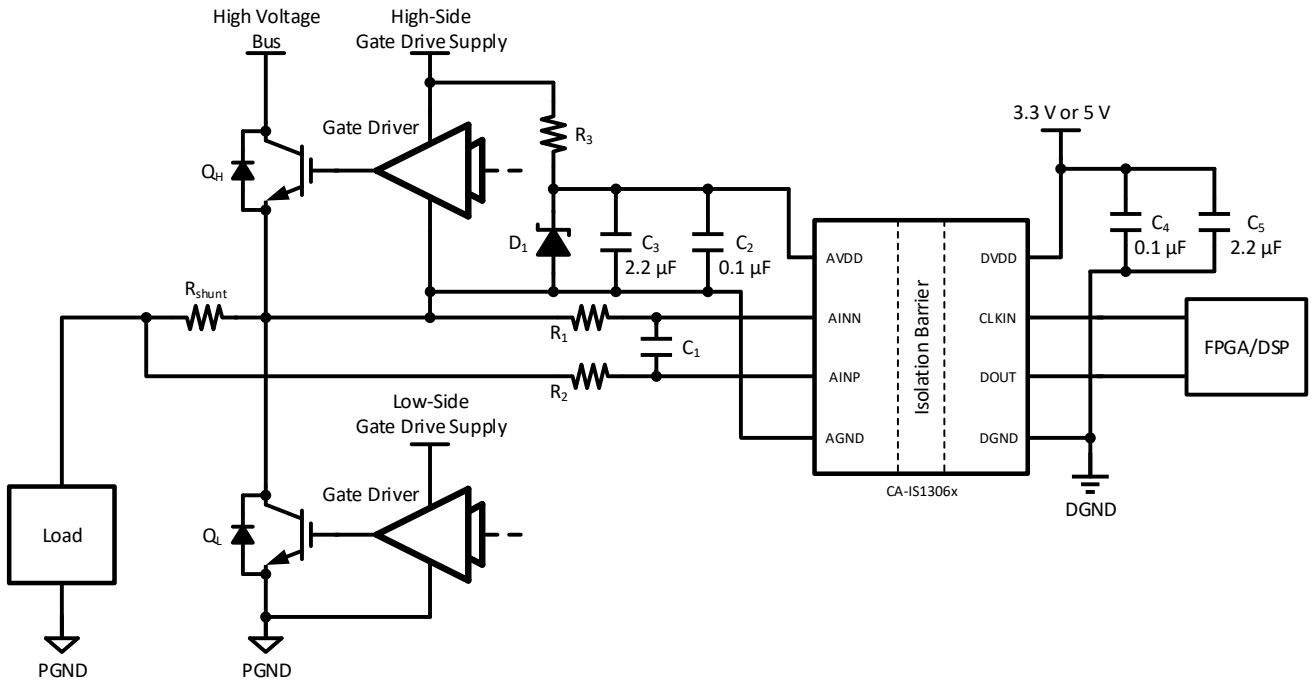 High Voltage
Bus
High-Side
Gate Drive Supply
3.3 V or 5 V
Gate Driver
R3
QH
C4
0.1 µF
C5
2.2 µF
D1
C3
2.2 µF
C2
0.1 µF
AVDD
DVDD
Rshunt
R1
C1
AINN
CLKIN
Isolation Barrier
FPGA/DSP
R2
AINP
DOUT
Low-Side
Gate Drive Supply
AGND
DGND
CA-IS1306x
Gate Driver
DGND
Load
QL
PGND
PGND